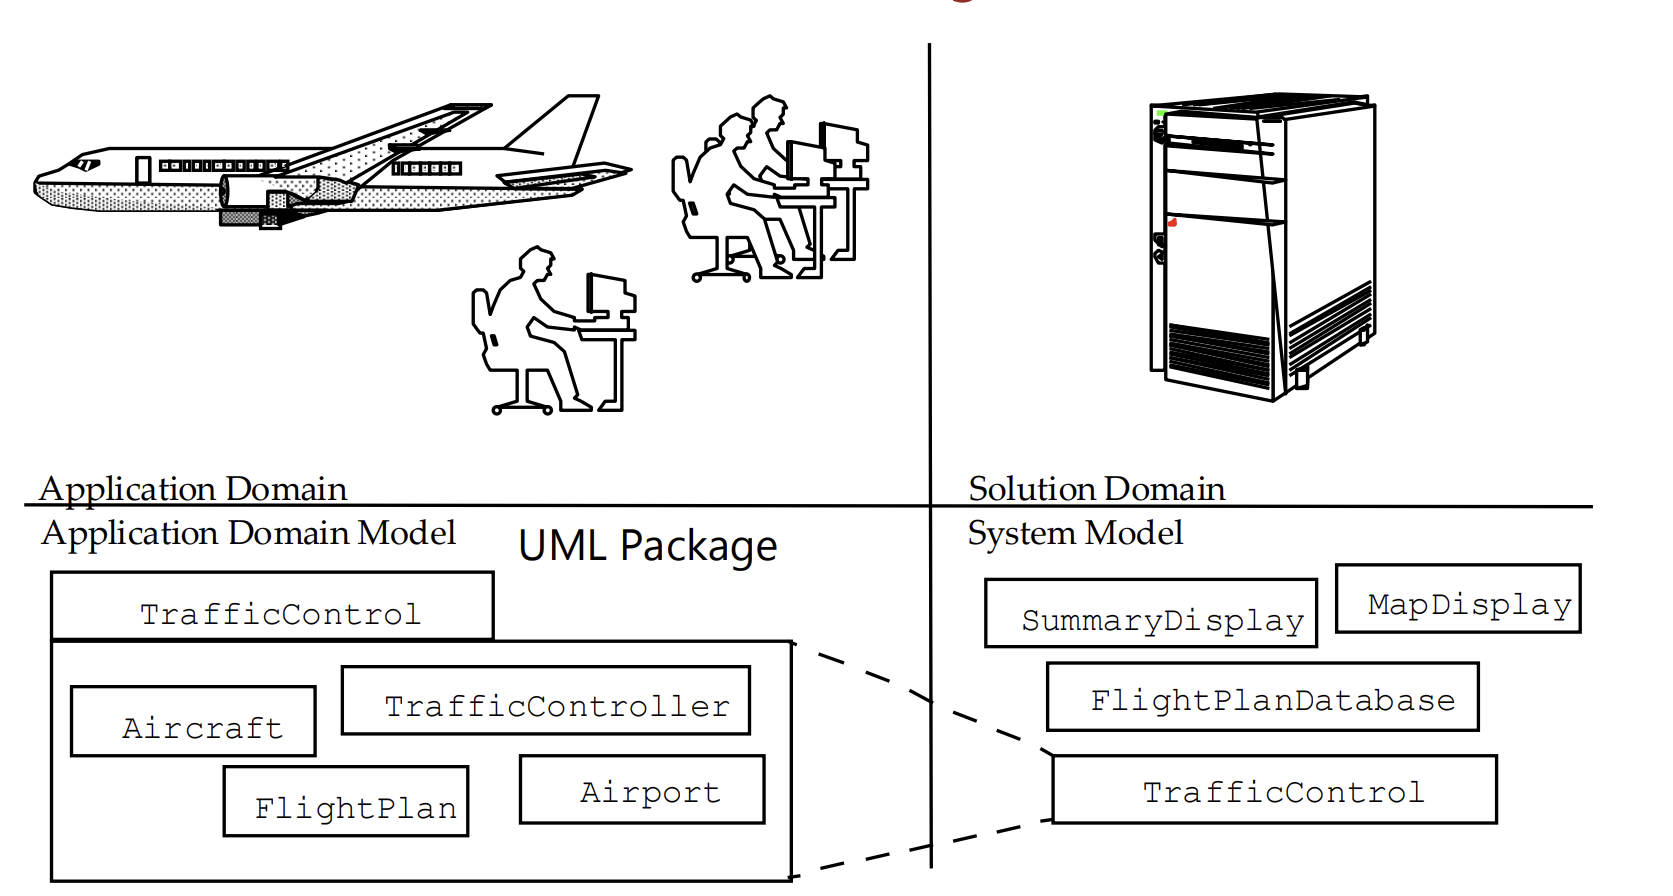 Application Domain
Solution Domain
Application Domain Model
UML Package
System Model
TrafficControl
Aircraft
TrafficController
FlightPlan
Airport
SummaryDisplay
MapDisplay
FlightPlanDatabase
TrafficControl